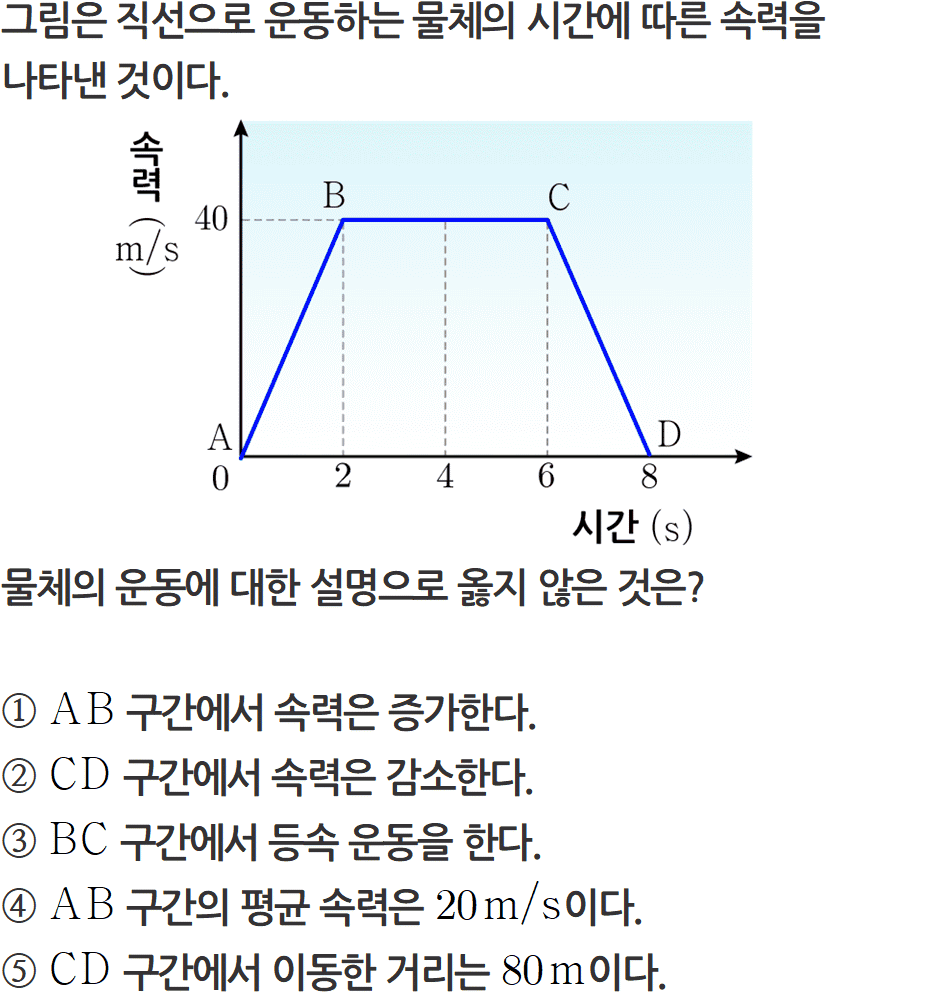 그림은 직선으로 운동하는 물체의 시간에 따른 속력을
나타낸 것이다.
속력 (m/s)
B
C
40
A
D
0
2
4
6
8
시간 (s)
물체의 운동에 대한 설명으로 옳지 않은 것은?
① AB 구간에서 속력은 증가한다.
② CD 구간에서 속력은 감소한다.
③ BC 구간에서 등속 운동을 한다.
④ AB 구간의 평균 속력은 20 m/s이다.
⑤ CD 구간에서 이동한 거리는 80 m이다.